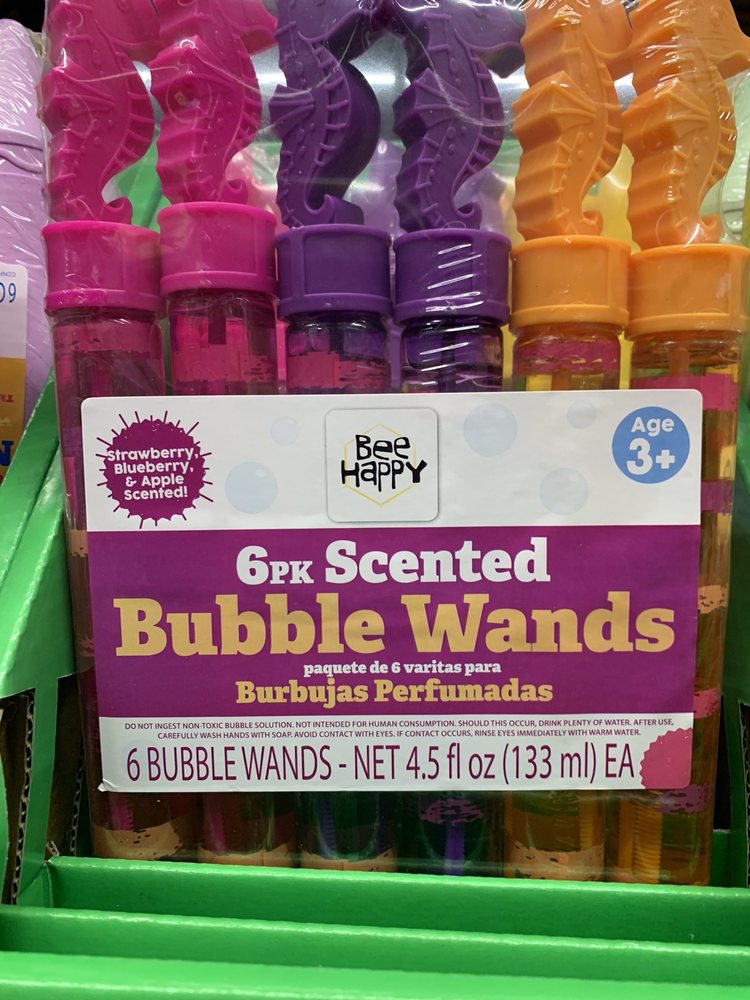 Strawberry,
Blueberry,
& Apple
Scented!
Bee
HAPPY
Age
3+
6PK Scented
Bubble Wands
paquete de 6 varitas para
Burbujas Perfumadas
DO NOT INGEST NON-TOXIC BUBBLE SOLUTION. NOT INTENDED FOR HUMAN CONSUMPTION. SHOULD THIS OCCUR, DRINK PLENTY OF WATER. AFTER USE,
CAREFULLY WASH HANDS WITH SOAP. AVOID CONTACT WITH EYES. IF CONTACT OCCURS, RINSE EYES IMMEDIATELY WITH WARM WATER.
6 BUBBLE WANDS - NET 4.5 fl oz (133 ml) EA